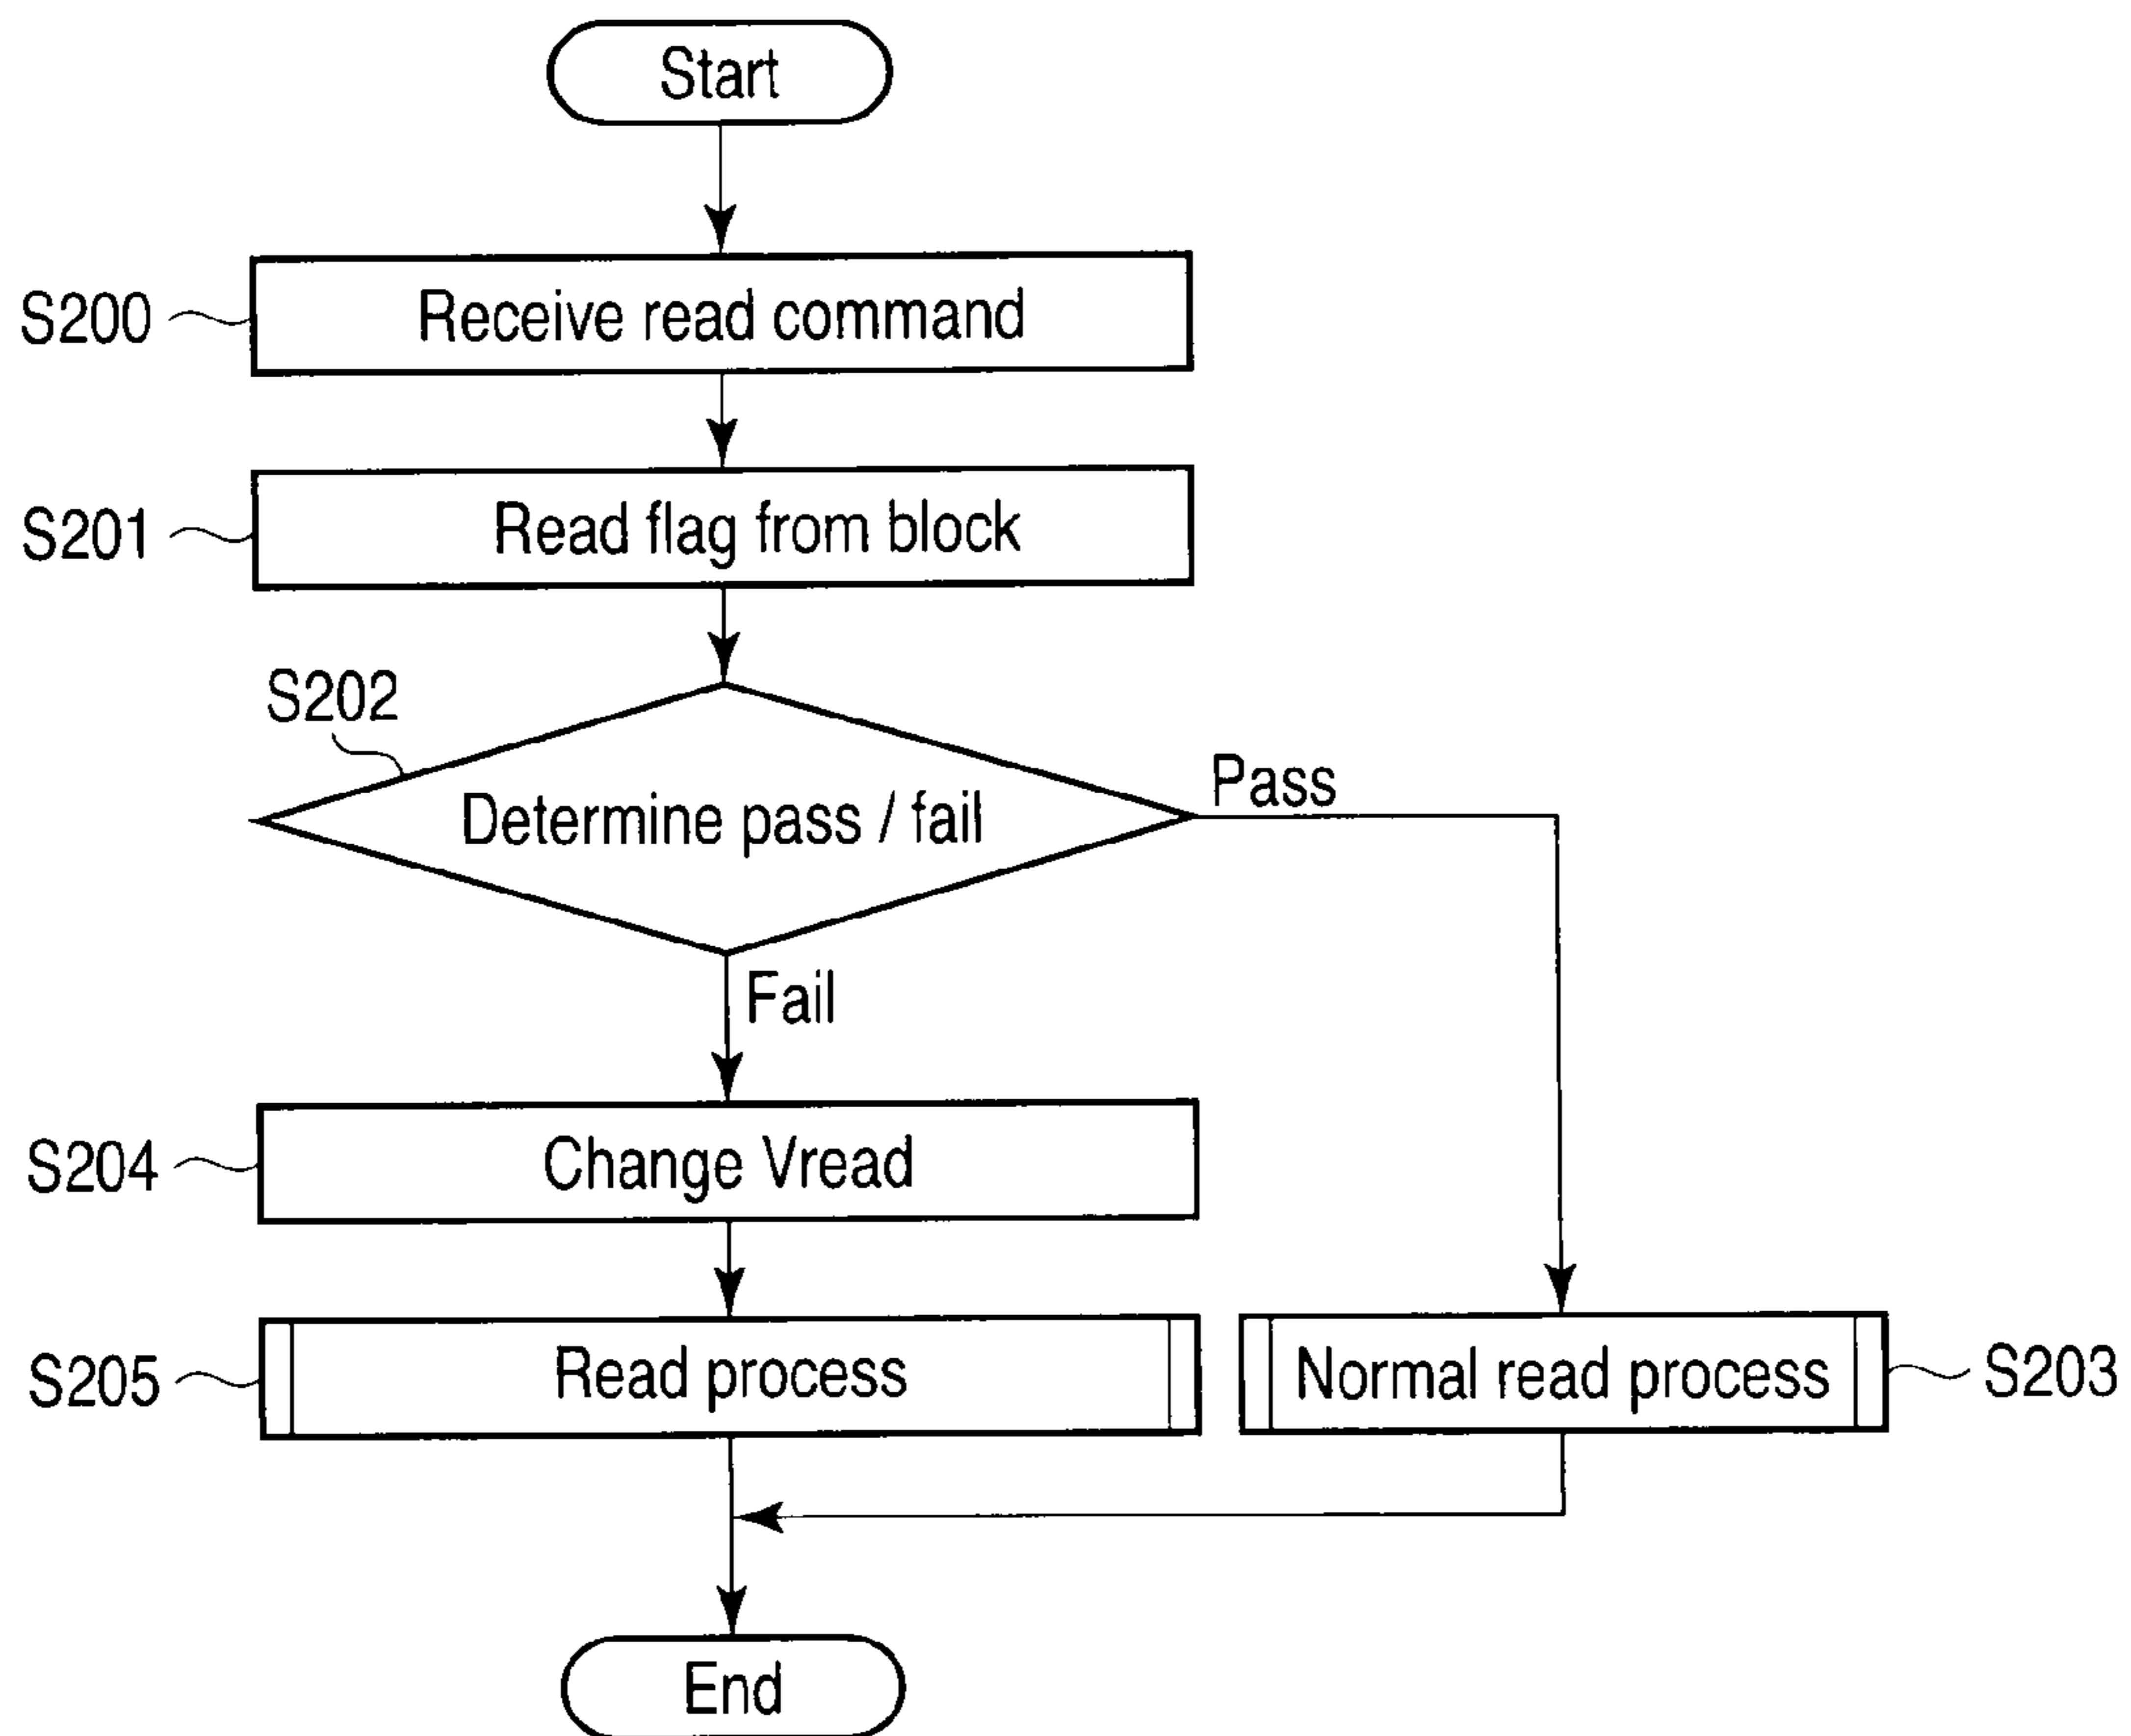 Start
S200
Receive read command
S201
Read flag from block
S202
Determine pass / fail
Pass
Fail
S204
Change Vread
S205
Read process
Normal read process
S203
End